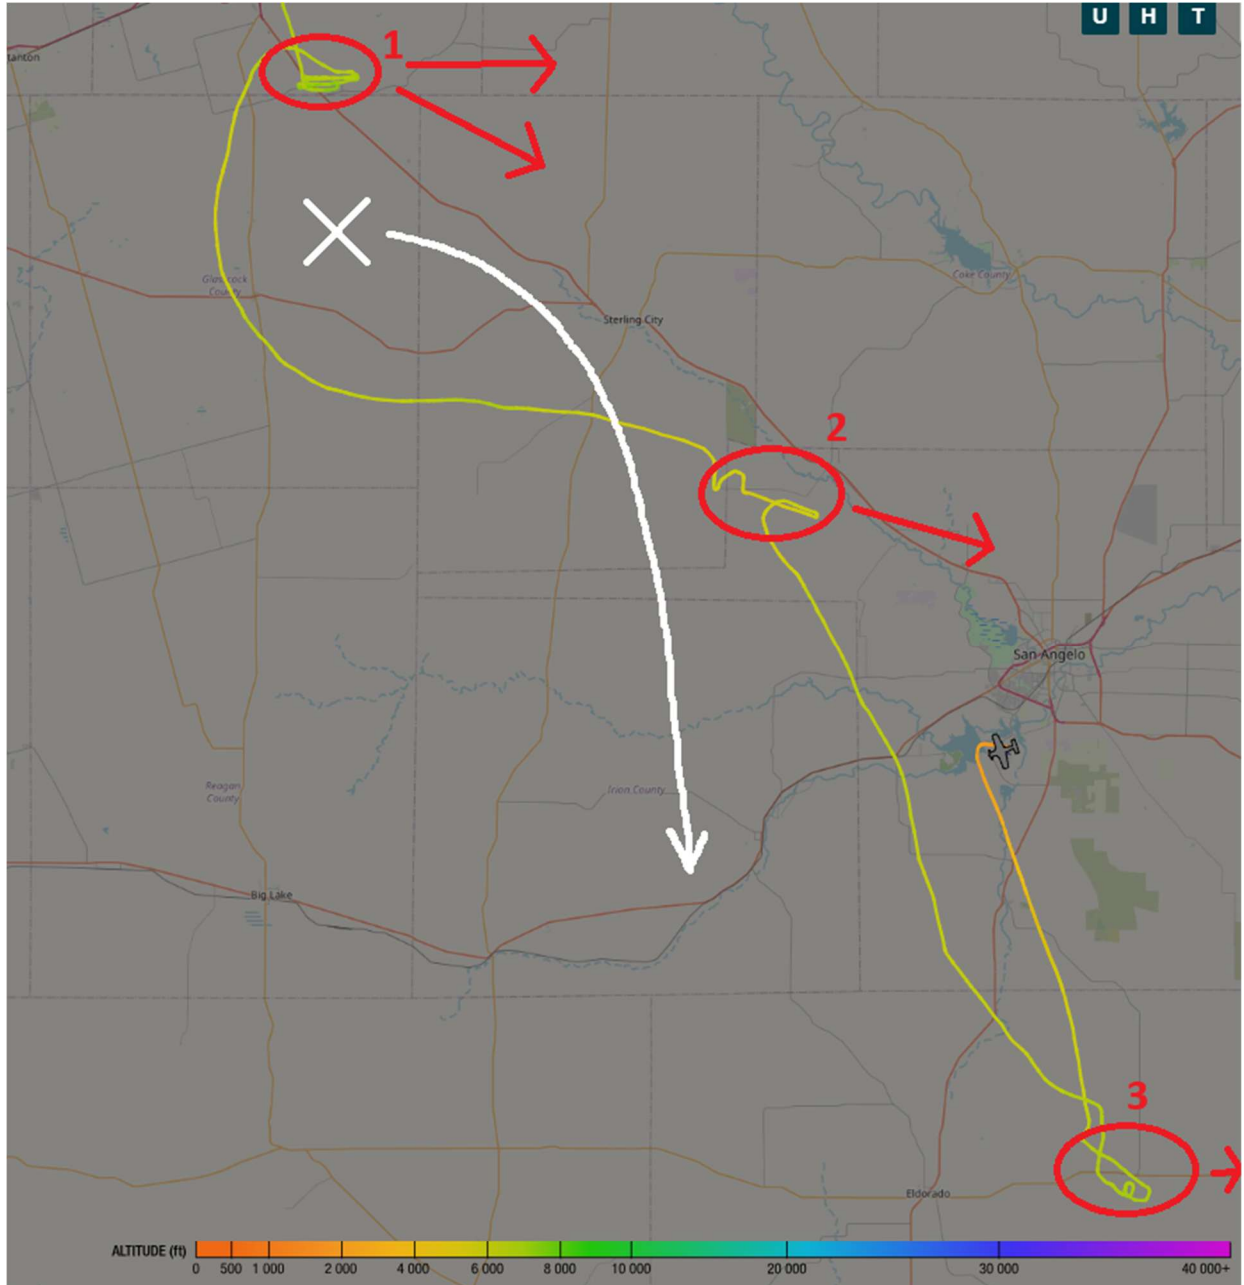 U H T
tanton
1
Glasscock
County
Coke County
Sterling City
2
San Angelo
Reagan
County
Irion County
Big Lake
3
Eldorado
ALTITUDE (ft)
0 500 1 000 2 000 4 000 6 000 8 000 10 000 20 000 30 000 40 000+